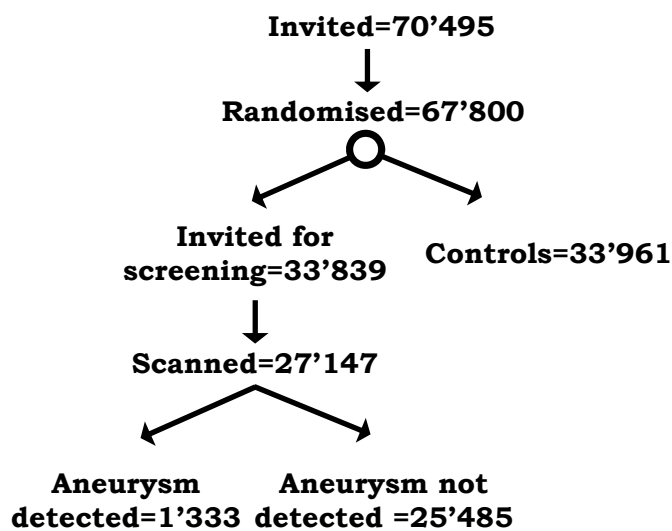 Invited=70’495
Randomised=67’800
Invited for
screening=33’839
Controls=33’961
Scanned=27’147
Aneurysm
detected=1’333
Aneurysm not
detected =25’485